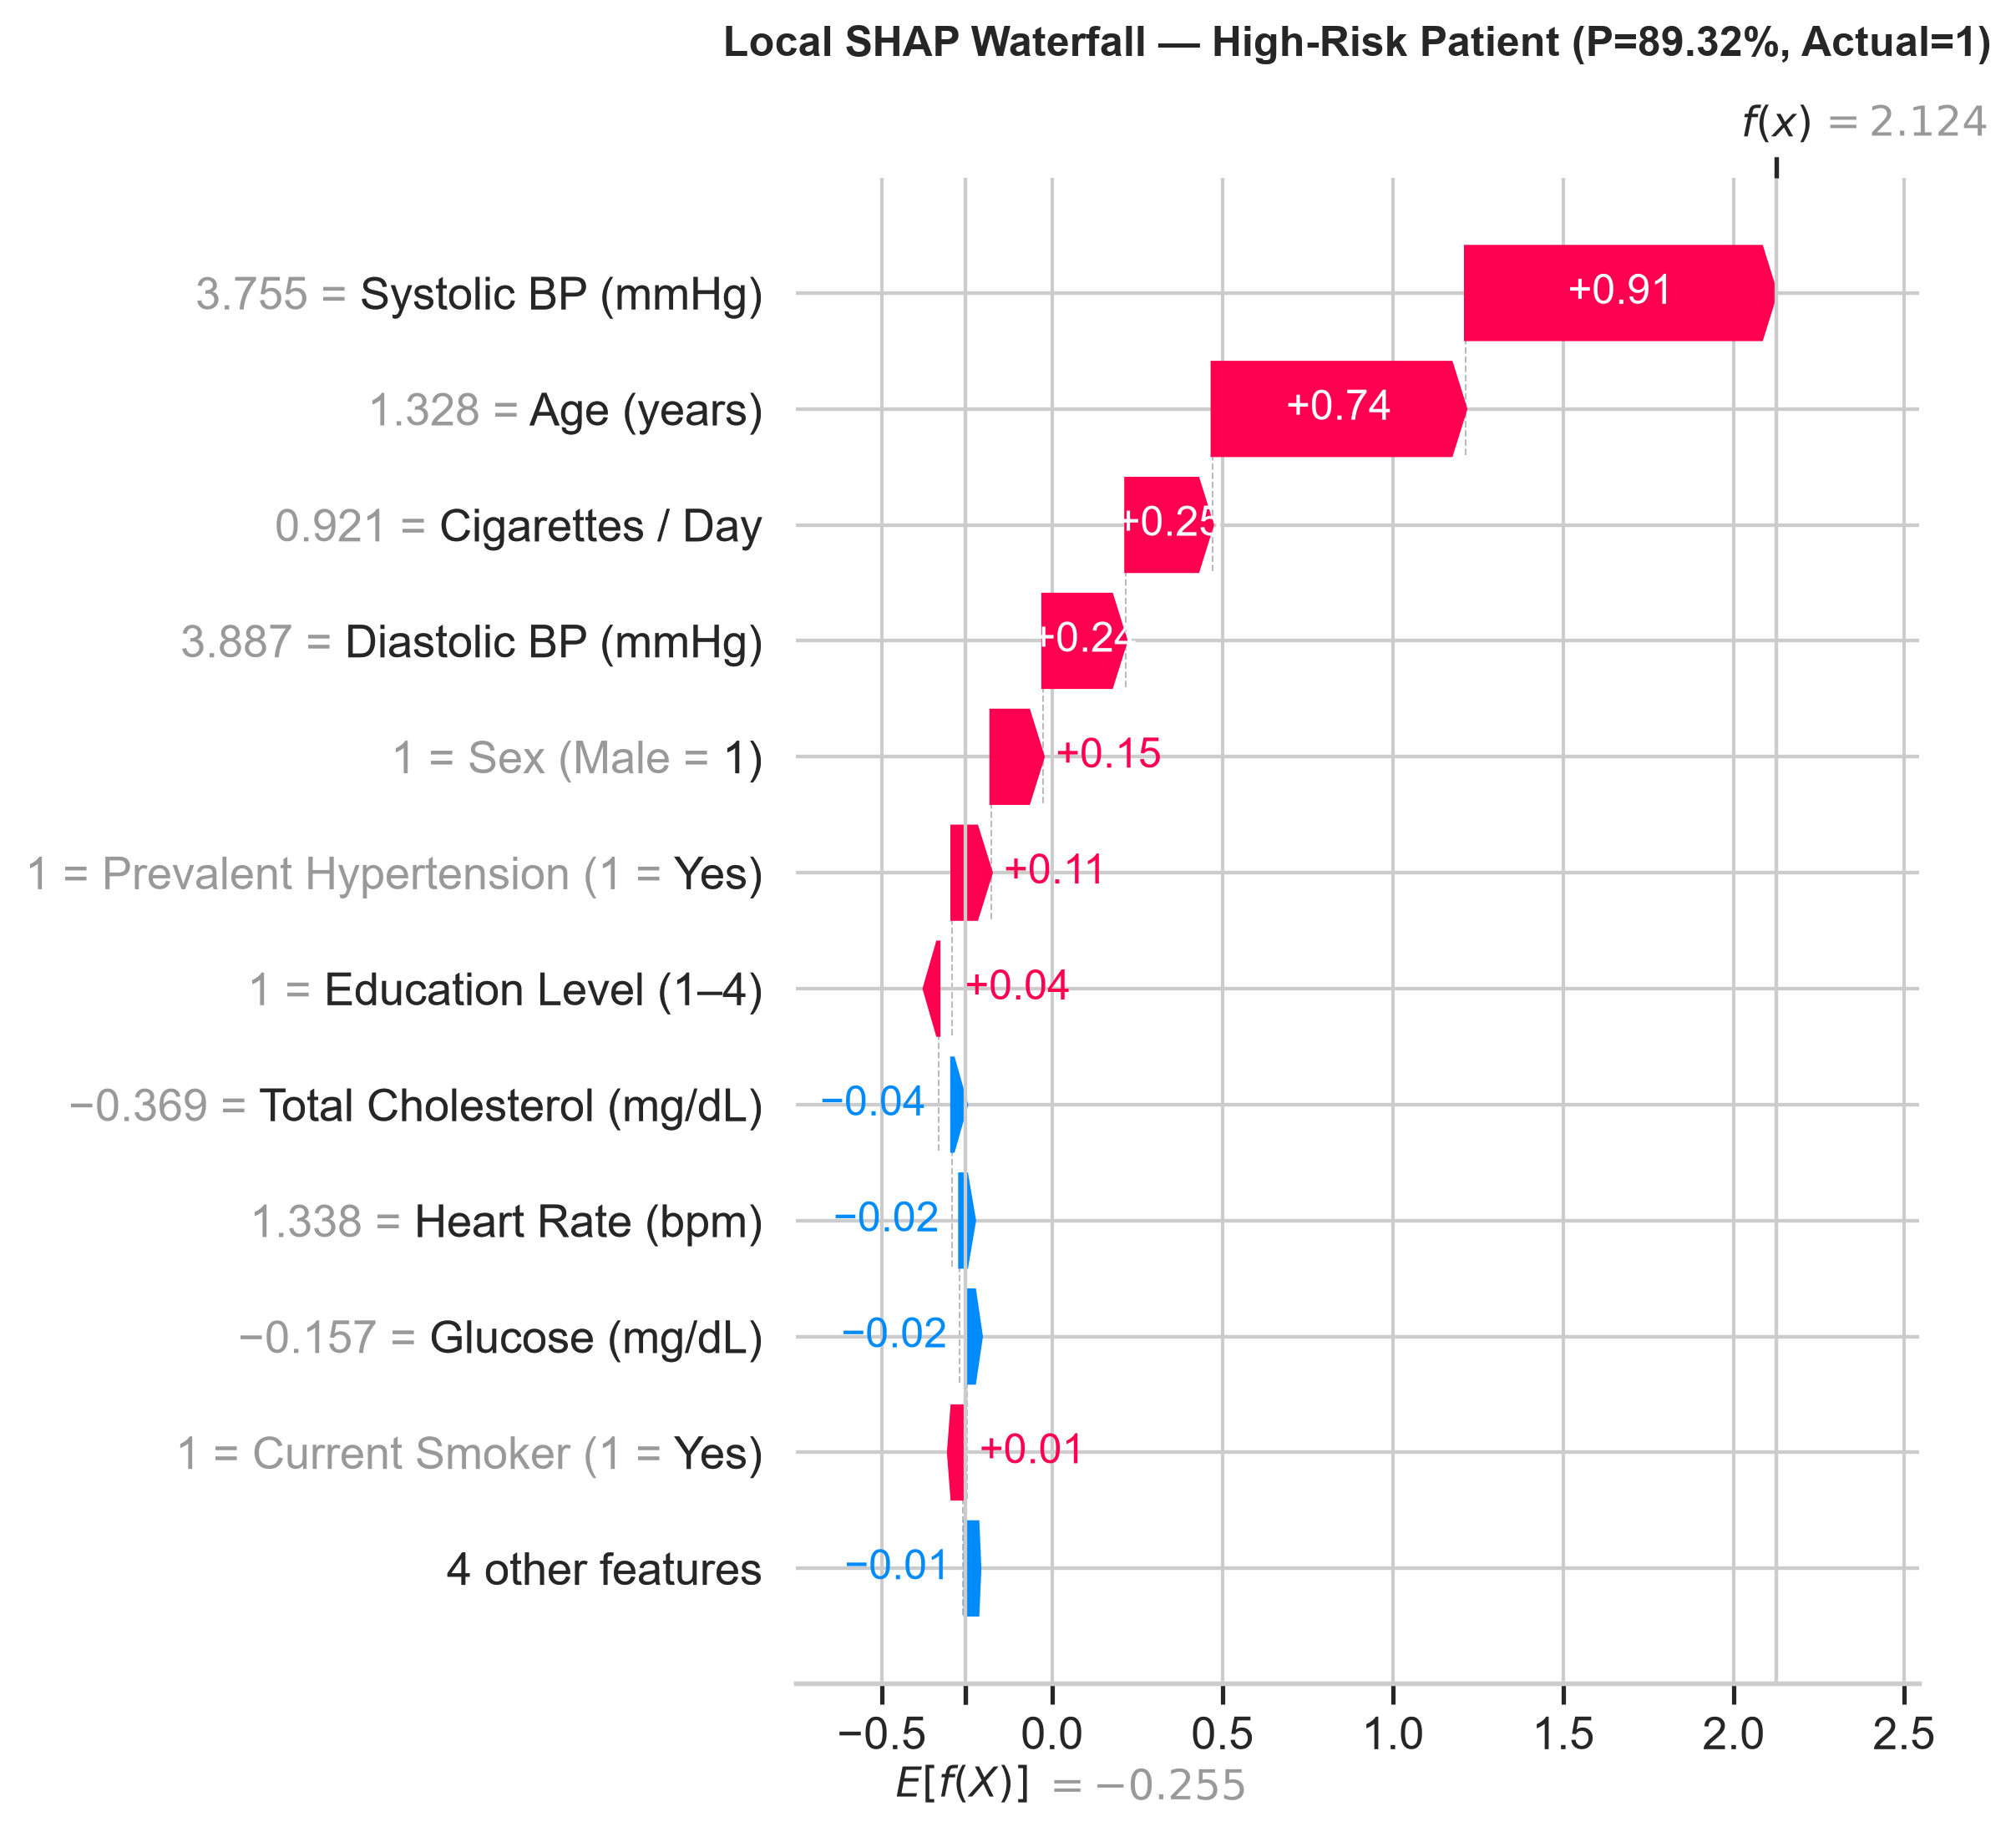 Local SHAP Waterfall — High-Risk Patient (P=89.32%, Actual=1)
f(x) = 2.124
3.755 = Systolic BP (mmHg) +0.91
1.328 = Age (years) +0.74
0.921 = Cigarettes / Day +0.25
3.887 = Diastolic BP (mmHg) +0.24
1 = Sex (Male = 1) +0.15
1 = Prevalent Hypertension (1 = Yes) +0.11
1 = Education Level (1–4) +0.04
−0.369 = Total Cholesterol (mg/dL) −0.04
1.338 = Heart Rate (bpm) −0.02
−0.157 = Glucose (mg/dL) −0.02
1 = Current Smoker (1 = Yes) +0.01
4 other features −0.01
−0.5 0.0 0.5 1.0 1.5 2.0 2.5
E[f(X)] = −0.255